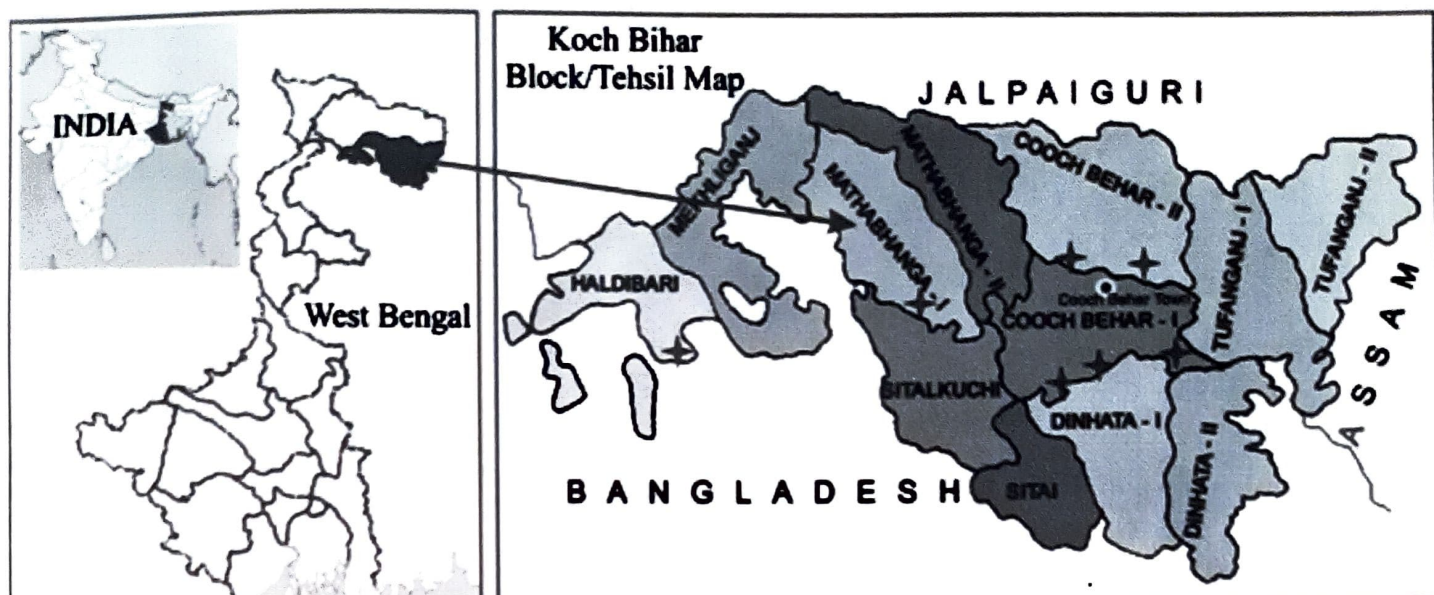 INDIA
West Bengal
Koch Bihar
Block/Tehsil Map
JALPAIGURI
BANGLADESH
ASSAM
HALDIBARI
MEKHLIGANJ
MATHABHANGA - I
MATHABHANGA - II
COOCH BEHAR - II
Cooch Behar Town
COOCH BEHAR - I
TUFANGANJ - I
TUFANGANJ - II
SITALKUCHI
SITAI
DINHATA - I
DINHATA - II